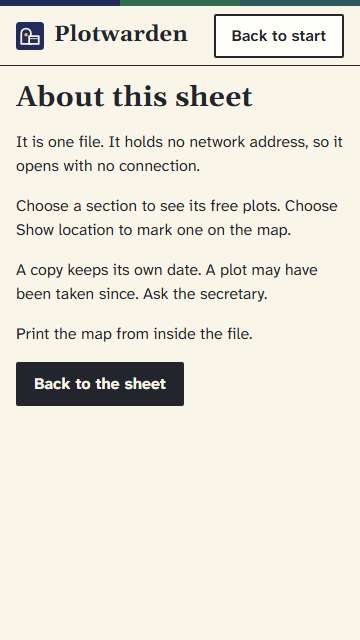 Plotwarden
Back to start
About this sheet
It is one file. It holds no network address, so it
opens with no connection.
Choose a section to see its free plots. Choose
Show location to mark one on the map.
A copy keeps its own date. A plot may have
been taken since. Ask the secretary.
Print the map from inside the file.
Back to the sheet